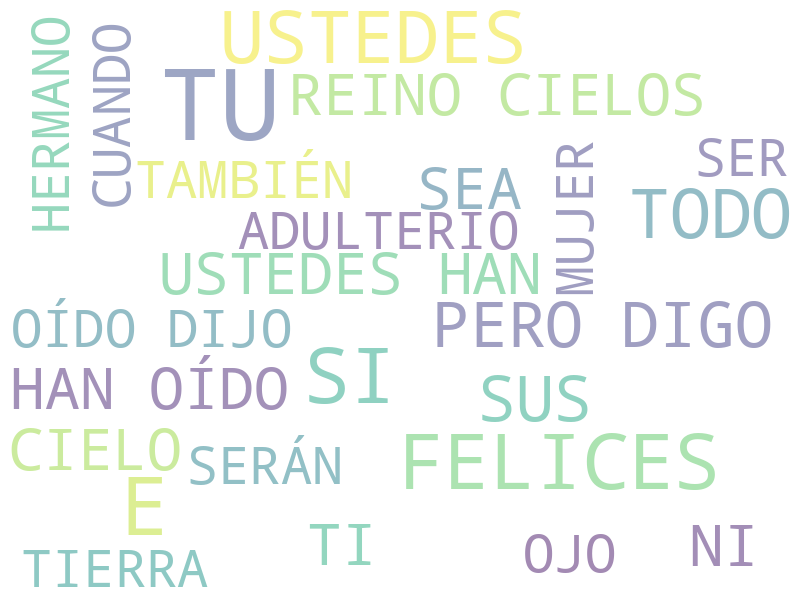 HERMANO
CUANDO
USTEDES
TU
REINO CIELOS
TAMBIÉN
SEA
MUJER
SER
TODO
ADULTERIO
USTEDES HAN
OÍDO DIJO
PERO DIGO
HAN OÍDO
SI
SUS
CIELO
SERÁN
FELICES
E
TIERRA
TI
OJO
NI